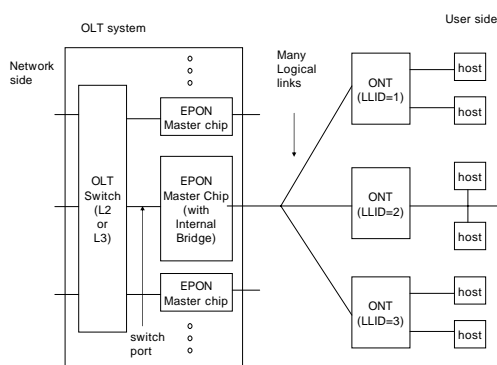 OLT system
User side
Network
side
Many
Logical
links
EPON
Master chip
OLT
Switch
(L2
or
L3)
EPON
Master Chip
(with
Internal
Bridge)
EPON
Master chip
switch
port
ONT
(LLID=1)
host
host
ONT
(LLID=2)
host
host
ONT
(LLID=3)
host
host